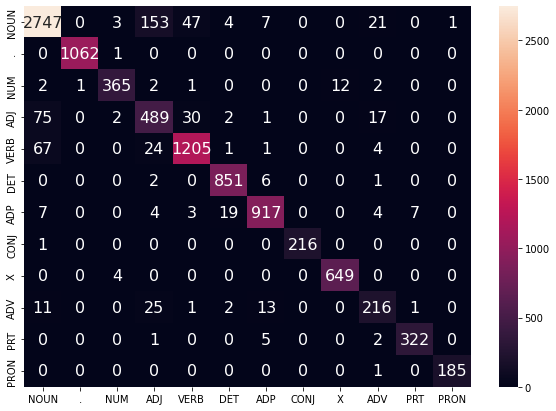 NOUN 2747 0 3 153 47 4 7 0 0 21 0 1
. 0 1062 1 0 0 0 0 0 0 0 0 0
NUM 2 1 365 2 1 0 0 0 12 2 0 0
ADJ 75 0 2 489 30 2 1 0 0 17 0 0
VERB 67 0 0 24 1205 1 1 0 0 4 0 0
DET 0 0 0 2 0 851 6 0 0 1 0 0
ADP 7 0 0 4 3 19 917 0 0 4 7 0
CONJ 1 0 0 0 0 0 0 216 0 0 0 0
X 0 0 4 0 0 0 0 0 649 0 0 0
ADV 11 0 0 25 1 2 13 0 0 216 1 0
PRT 0 0 0 1 0 0 5 0 0 2 322 0
PRON 0 0 0 0 0 0 0 0 0 1 0 185
NOUN . NUM ADJ VERB DET ADP CONJ X ADV PRT PRON
2500
2000
1500
1000
500
0